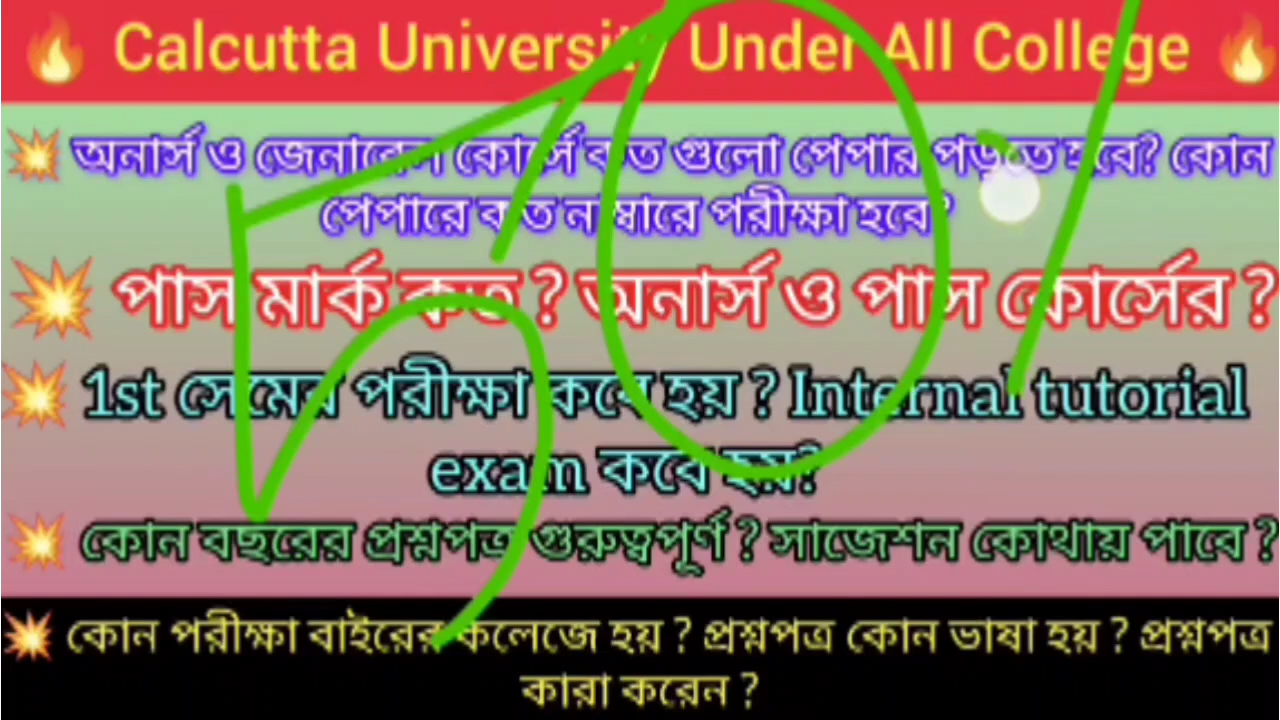 Calcutta University Under All College
অনার্স ও জেনারেল কোর্সে কত গুলো পেপার পড়তে হবে? কোন
পেপারে কত নাম্বারে পরীক্ষা হবে?
পাস মার্ক কত ? অনার্স ও পাস কোর্সের ?
1st সেমের পরীক্ষা কবে হয় ? Internal tutorial
exam কবে হয়?
কোন বছরের প্রশ্নপত্র গুরুত্বপূর্ণ ? সাজেশন কোথায় পাবে ?
কোন পরীক্ষা বাইরের কলেজে হয় ? প্রশ্নপত্র কোন ভাষা হয় ? প্রশ্নপত্র
কারা করেন ?